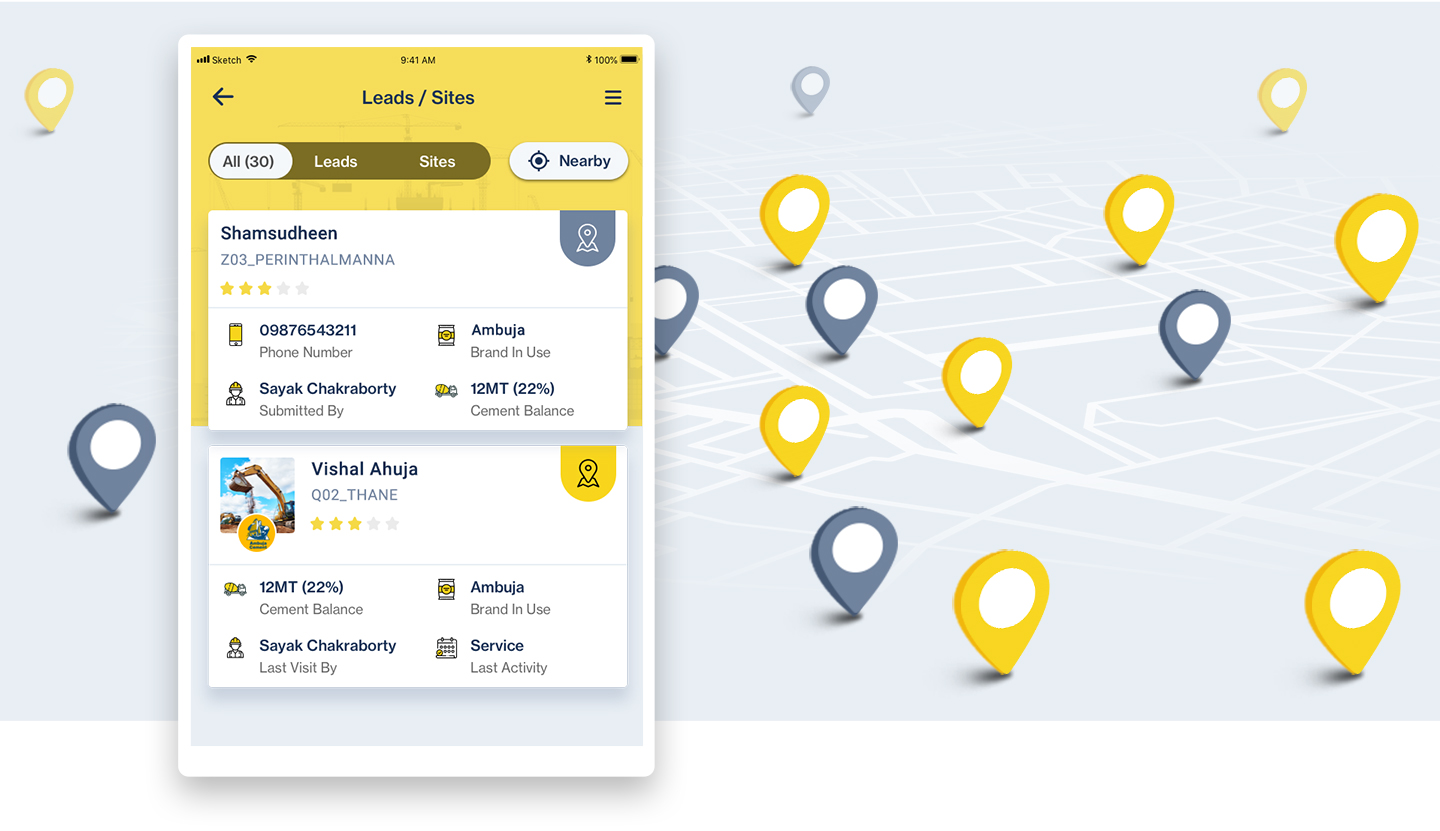 Sketch 9:41 AM 100%
Leads / Sites
All (30) Leads Sites Nearby
Shamsudheen
Z03_PERINTHALMANNA
09876543211 Ambuja
Phone Number Brand In Use
Sayak Chakraborty 12MT (22%)
Submitted By Cement Balance
Vishal Ahuja
Q02_THANE
Ambuja
Cement
12MT (22%) Ambuja
Cement Balance Brand In Use
Sayak Chakraborty Service
Last Visit By Last Activity